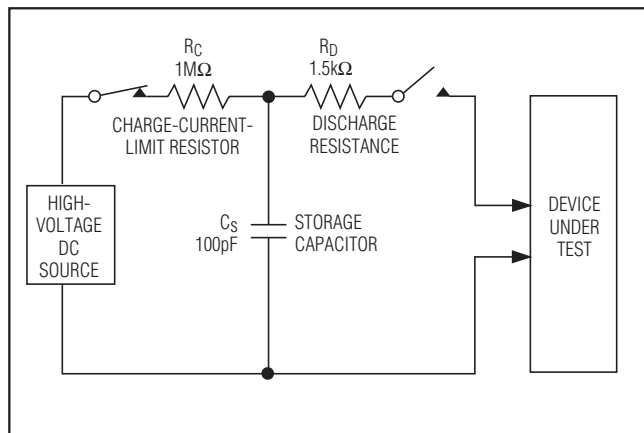 RC
1MΩ
CHARGE-CURRENT-
LIMIT RESISTOR
RD
1.5kΩ
DISCHARGE
RESISTANCE
HIGH-
VOLTAGE
DC
SOURCE
CS
100pF
STORAGE
CAPACITOR
DEVICE
UNDER
TEST